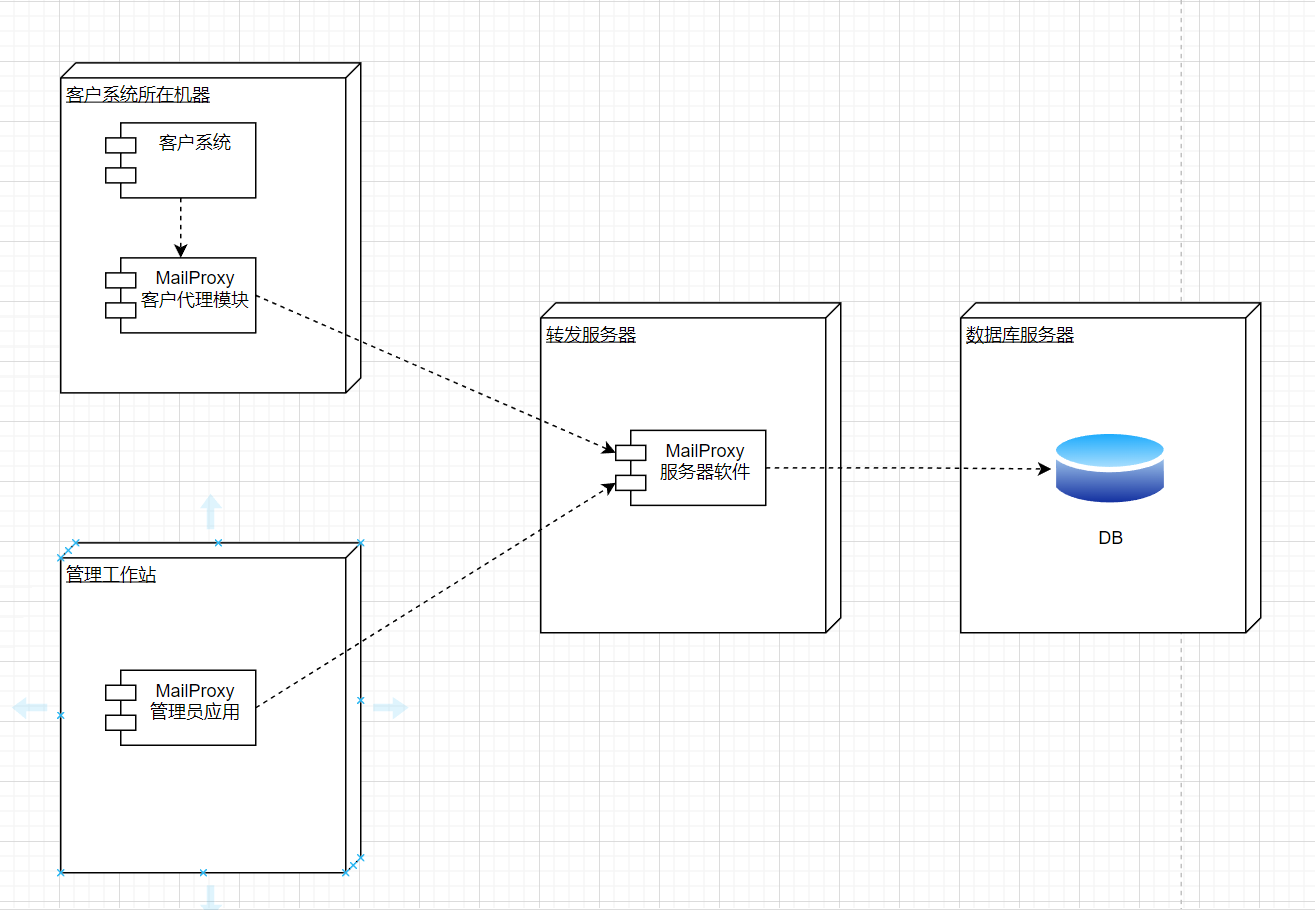 客户系统所在机器
客户系统
MailProxy
客户代理模块
转发服务器
MailProxy
服务器软件
数据库服务器
DB
管理工作站
MailProxy
管理员应用